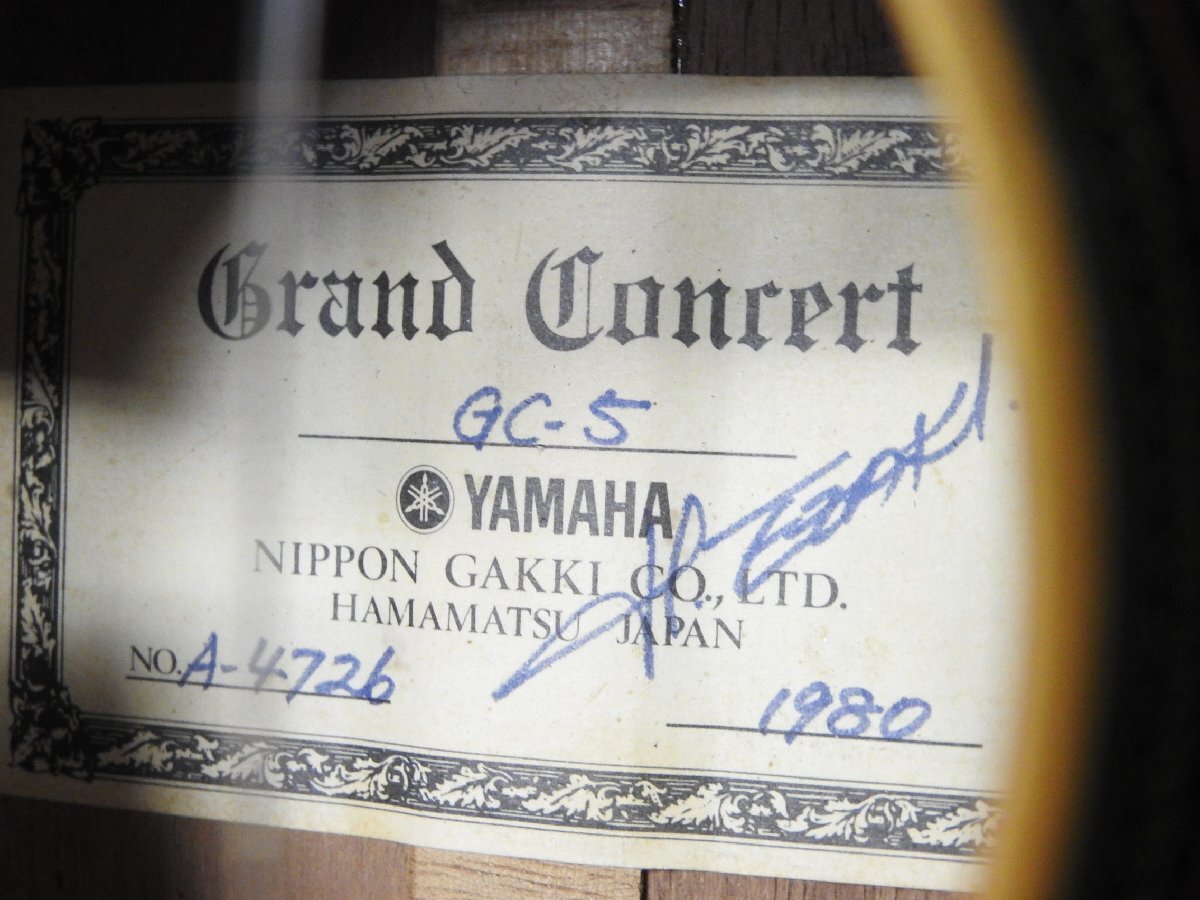 Grand Concert
GC-5
YAMAHA
NIPPON GAKKI CO., LTD.
HAMAMATSU JAPAN
NO. A-4726
1980